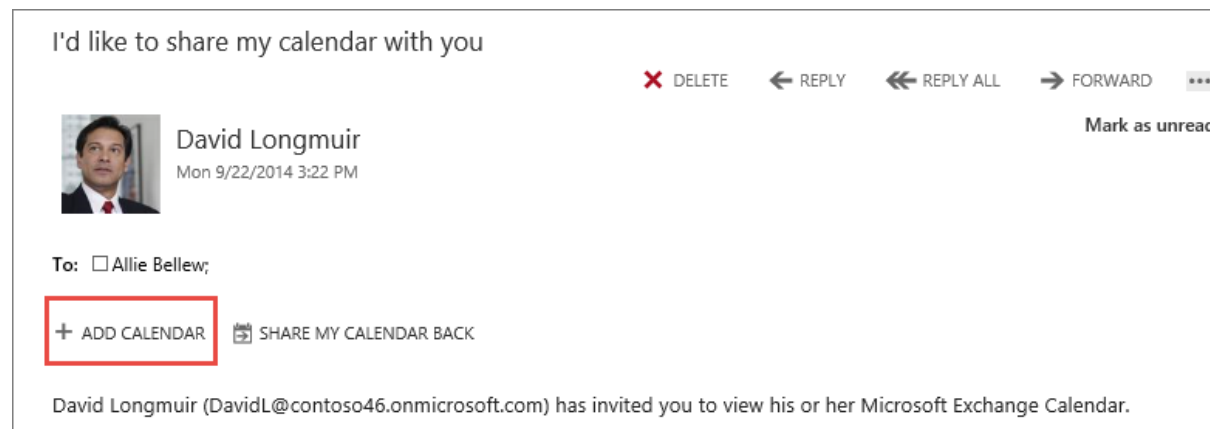 I'd like to share my calendar with you
DELETE REPLY REPLY ALL FORWARD
Mark as unread
David Longmuir
Mon 9/22/2014 3:22 PM
To: Allie Bellew;
+ ADD CALENDAR SHARE MY CALENDAR BACK
David Longmuir (DavidL@contoso46.onmicrosoft.com) has invited you to view his or her Microsoft Exchange Calendar.